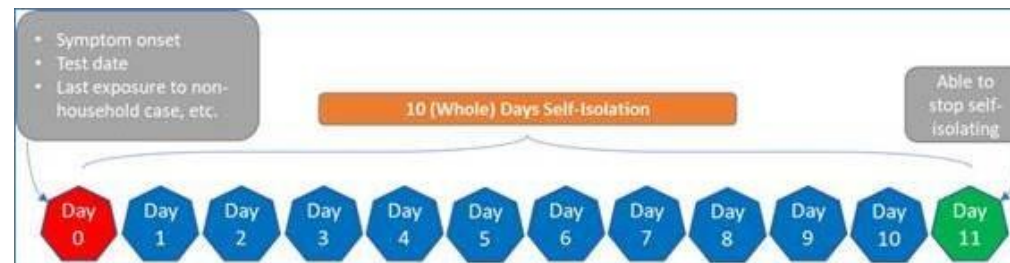 • Symptom onset
• Test date
• Last exposure to non-
household case, etc.
10 (Whole) Days Self-Isolation
Able to
stop self-
isolating
Day
0
Day
1
Day
2
Day
3
Day
4
Day
5
Day
6
Day
7
Day
8
Day
9
Day
10
Day
11